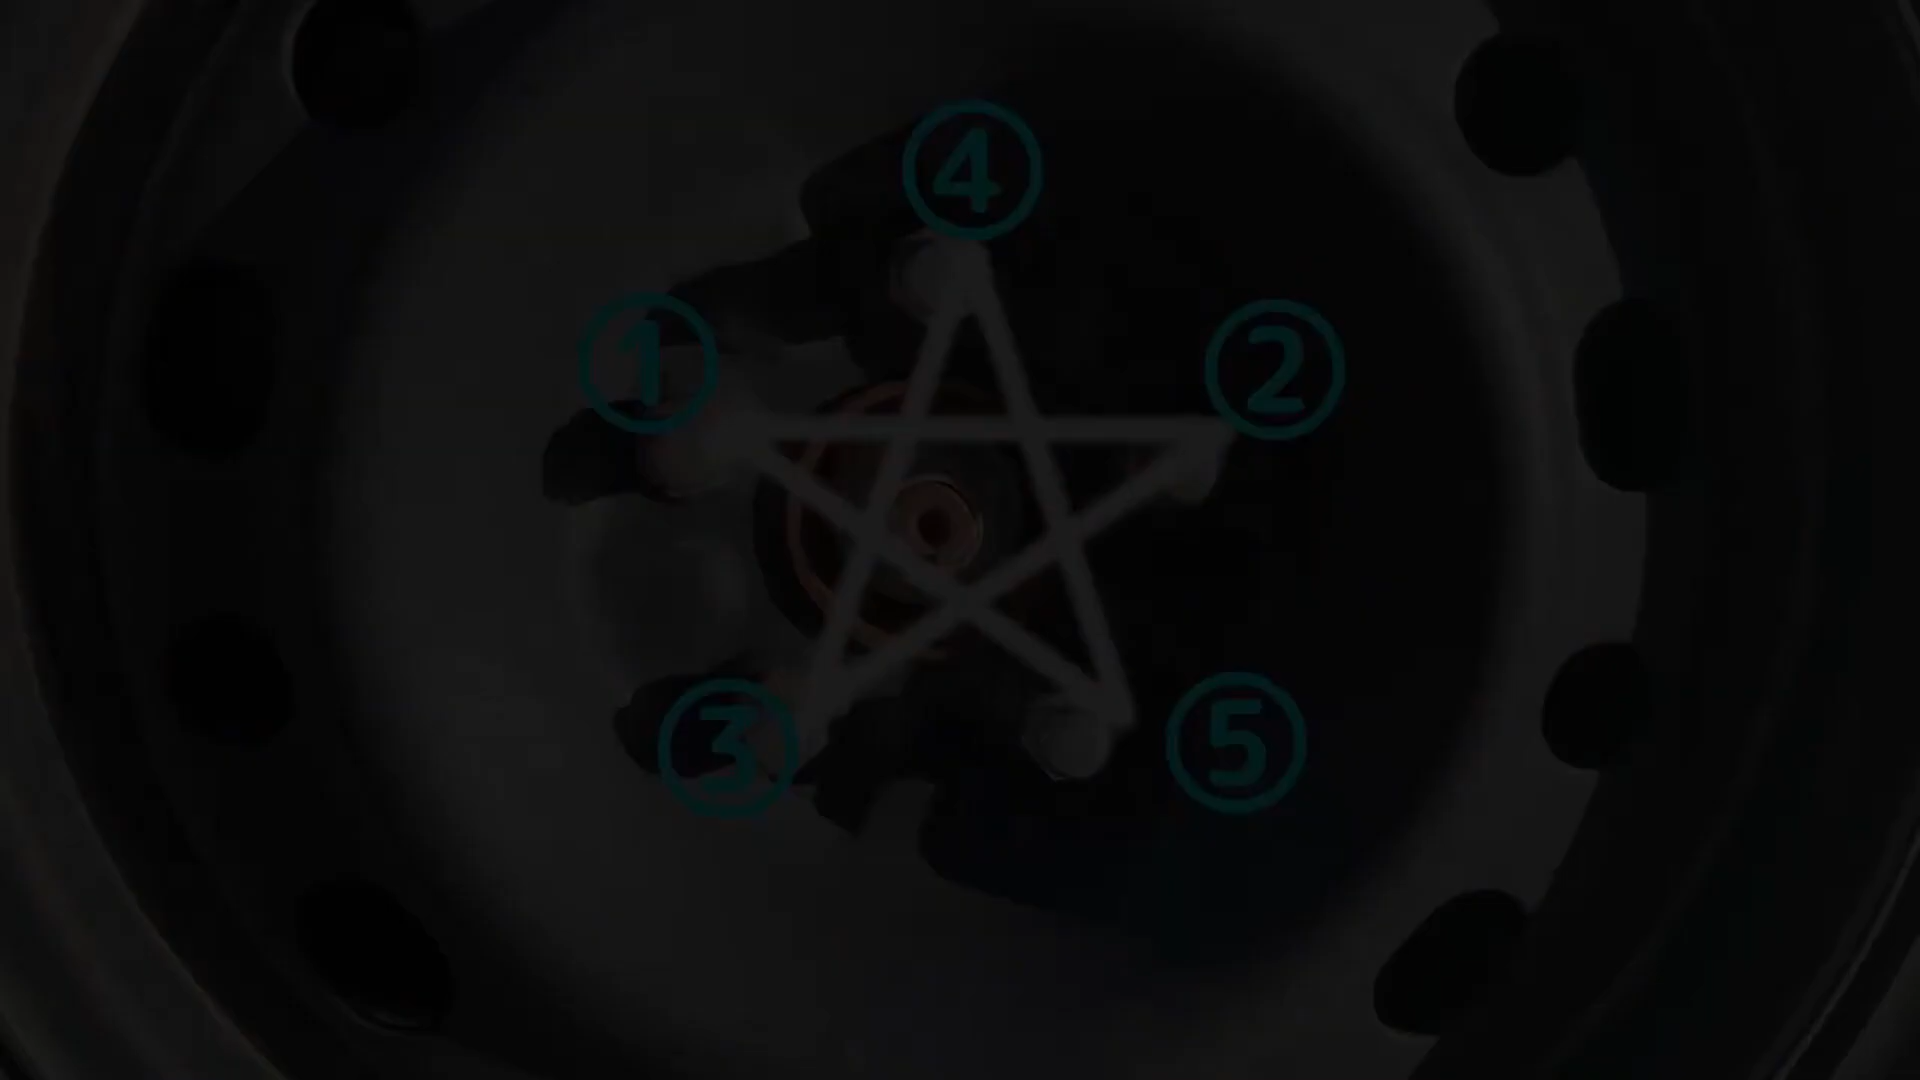 ④
① ②
③ ⑤